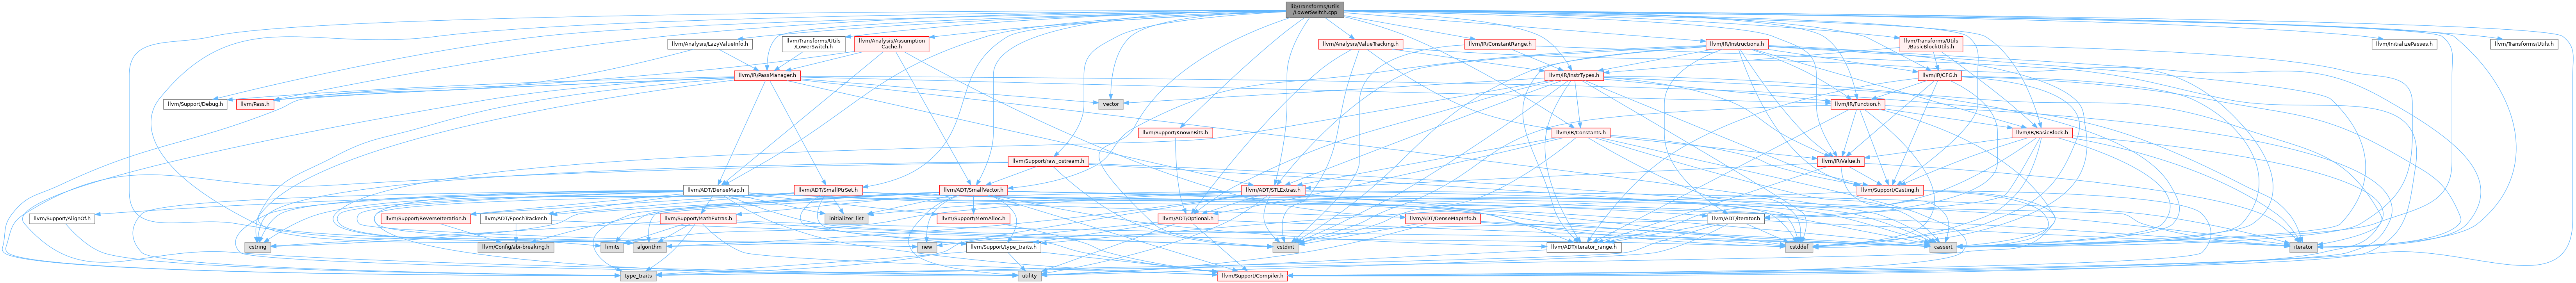 lib/Transforms/Utils
/LowerSwitch.cpp
llvm/Analysis/LazyValueInfo.h
llvm/Transforms/Utils
/LowerSwitch.h
llvm/Analysis/Assumption
Cache.h
llvm/Analysis/ValueTracking.h
llvm/IR/ConstantRange.h
llvm/IR/Instructions.h
llvm/Transforms/Utils
/BasicBlockUtils.h
llvm/InitializePasses.h
llvm/Transforms/Utils.h
llvm/IR/PassManager.h
llvm/IR/InstrTypes.h
llvm/IR/CFG.h
llvm/Support/Debug.h
llvm/Pass.h
vector
llvm/IR/Function.h
llvm/Support/KnownBits.h
llvm/IR/Constants.h
llvm/IR/BasicBlock.h
llvm/Support/raw_ostream.h
llvm/IR/Value.h
llvm/ADT/DenseMap.h
llvm/ADT/SmallPtrSet.h
llvm/ADT/SmallVector.h
llvm/ADT/STLExtras.h
llvm/Support/Casting.h
llvm/Support/AlignOf.h
llvm/Support/ReverseIteration.h
llvm/ADT/EpochTracker.h
llvm/Support/MathExtras.h
initializer_list
llvm/Support/MemAlloc.h
llvm/ADT/Optional.h
llvm/ADT/DenseMapInfo.h
llvm/ADT/iterator.h
cstring
llvm/Config/abi-breaking.h
limits
algorithm
new
llvm/Support/type_traits.h
cstdint
llvm/ADT/iterator_range.h
cstddef
cassert
iterator
type_traits
utility
llvm/Support/Compiler.h